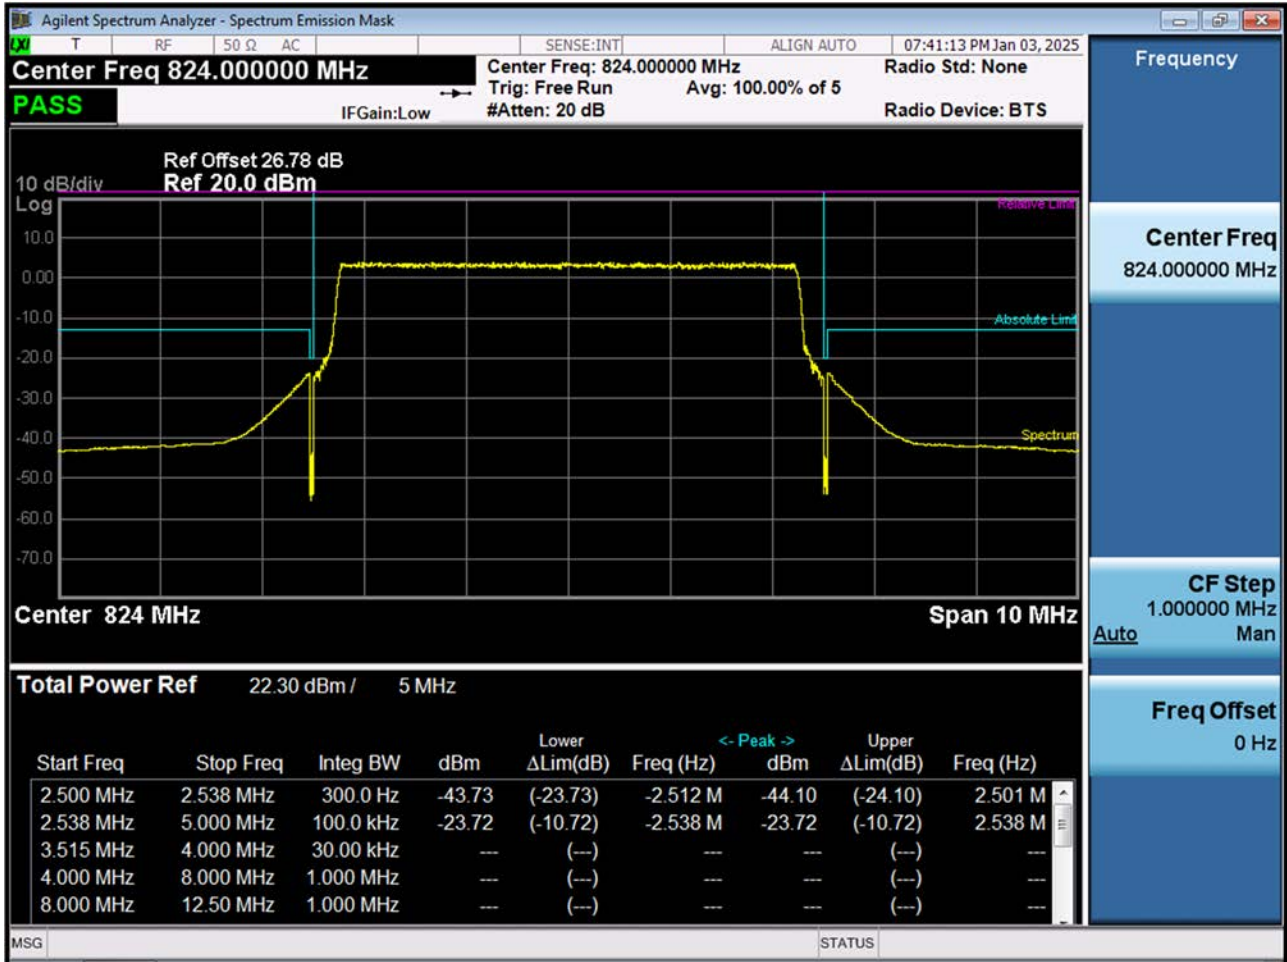 Agilent Spectrum Analyzer - Spectrum Emission Mask
LXI T RF 50 Ω AC SENSE:INT ALIGN AUTO 07:41:13 PM Jan 03, 2025
Center Freq 824.000000 MHz
Center Freq: 824.000000 MHz Radio Std: None
Trig: Free Run Avg: 100.00% of 5
PASS IFGain:Low #Atten: 20 dB Radio Device: BTS
Ref Offset 26.78 dB
10 dB/div Ref 20.0 dBm
Log
Relative Limit
10.0
0.00
-10.0
Absolute Limit
-20.0
-30.0
-40.0
Spectrum
-50.0
-60.0
-70.0
Center 824 MHz Span 10 MHz
Total Power Ref 22.30 dBm / 5 MHz
Lower <- Peak -> Upper
Start Freq Stop Freq Integ BW dBm ΔLim(dB) Freq (Hz) dBm ΔLim(dB) Freq (Hz)
2.500 MHz 2.538 MHz 300.0 Hz -43.73 (-23.73) -2.512 M -44.10 (-24.10) 2.501 M
2.538 MHz 5.000 MHz 100.0 kHz -23.72 (-10.72) -2.538 M -23.72 (-10.72) 2.538 M
3.515 MHz 4.000 MHz 30.00 kHz --- (---) --- --- (---) ---
4.000 MHz 8.000 MHz 1.000 MHz --- (---) --- --- (---) ---
8.000 MHz 12.50 MHz 1.000 MHz --- (---) --- --- (---) ---
MSG STATUS
Frequency
Center Freq
824.000000 MHz
CF Step
1.000000 MHz
Auto Man
Freq Offset
0 Hz